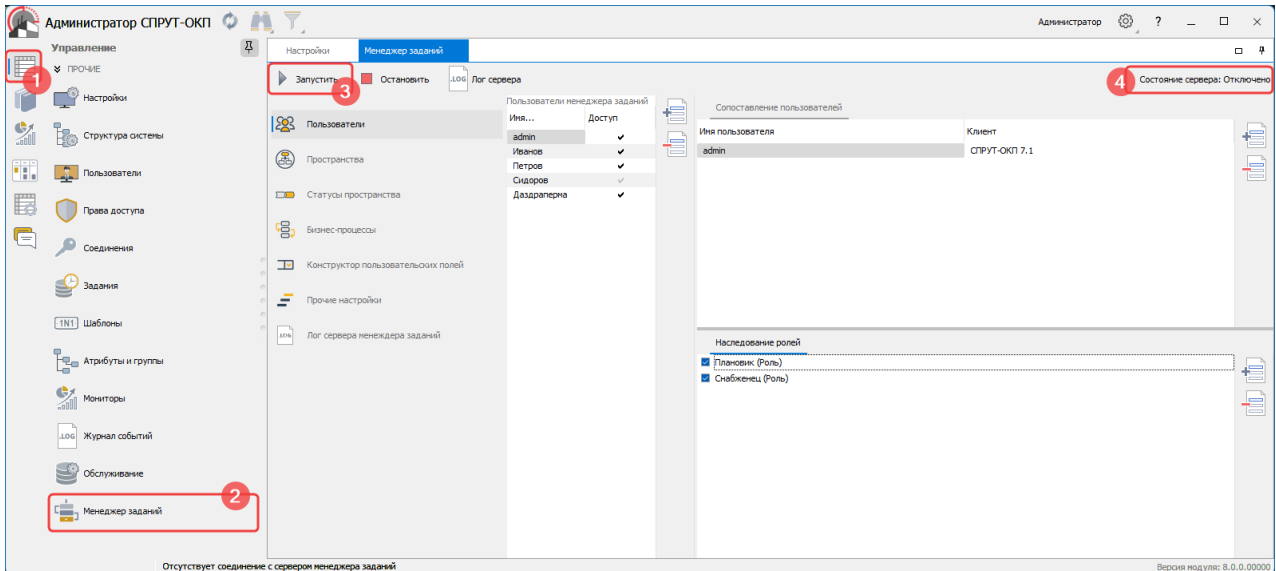 Администратор СПРУТ-ОКП
Администратор
?
Управление
ПРОЧИЕ
1
Настройки
Структура системы
Пользователи
Права доступа
Соединения
Задания
1N1 Шаблоны
Атрибуты и группы
Мониторы
.LOG Журнал событий
Обслуживание
2
Менеджер заданий
Настройки
Менеджер заданий
Запустить
3
Остановить
.LOG Лог сервера
4
Состояние сервера: Отключено
Пользователи
Пространства
Статусы пространства
Бизнес-процессы
Конструктор пользовательских полей
Прочие настройки
.LOG Лог сервера менеждера заданий
Пользователи менеджера заданий
Имя... Доступ
admin
Иванов
Петров
Сидоров
Даздраперма
Сопоставление пользователей
Имя пользователя Клиент
admin СПРУТ-ОКП 7.1
Наследование ролей
Плановик (Роль)
Снабженец (Роль)
Отсутствует соединение с сервером менеджера заданий
Версия модуля: 8.0.0.00000